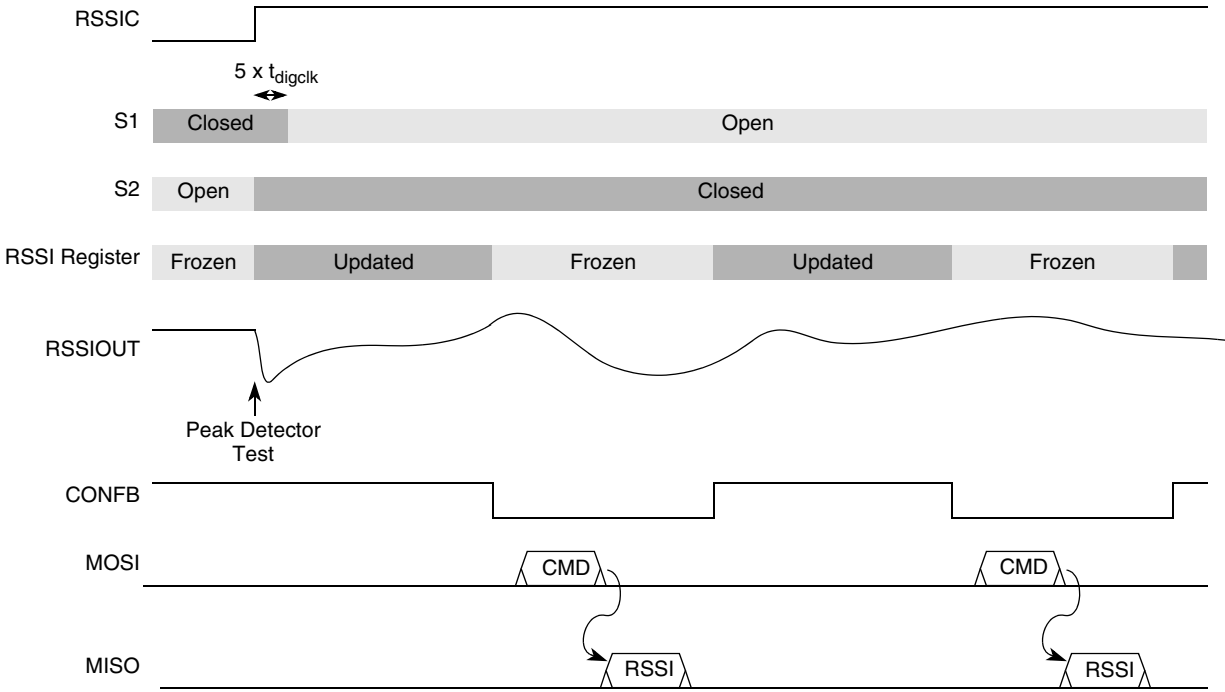 RSSIC
5 x tdigclk
S1 Closed Open
S2 Open Closed
RSSI Register Frozen Updated Frozen Updated Frozen
RSSIOUT
Peak Detector
Test
CONFB
MOSI CMD CMD
MISO RSSI RSSI